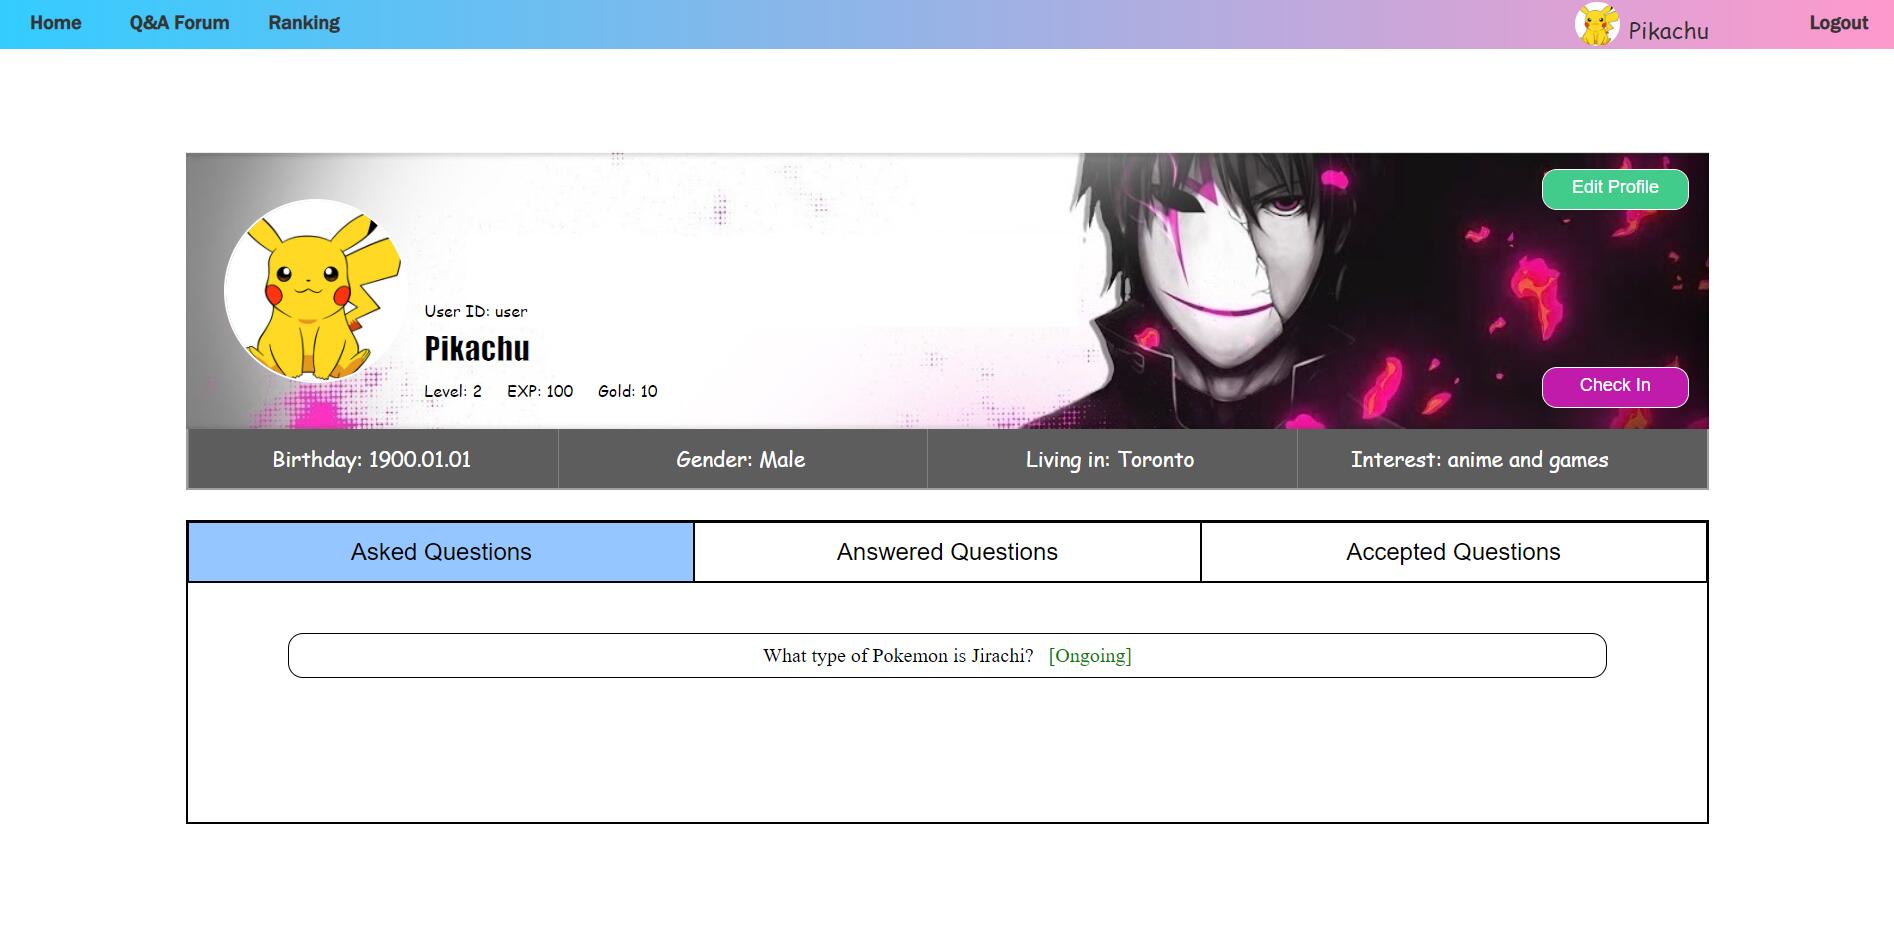 Home Q&A Forum Ranking Pikachu Logout
Edit Profile
User ID: user
Pikachu
Level: 2 EXP: 100 Gold: 10
Check In
Birthday: 1900.01.01 Gender: Male Living in: Toronto Interest: anime and games
Asked Questions Answered Questions Accepted Questions
What type of Pokemon is Jirachi? [Ongoing]